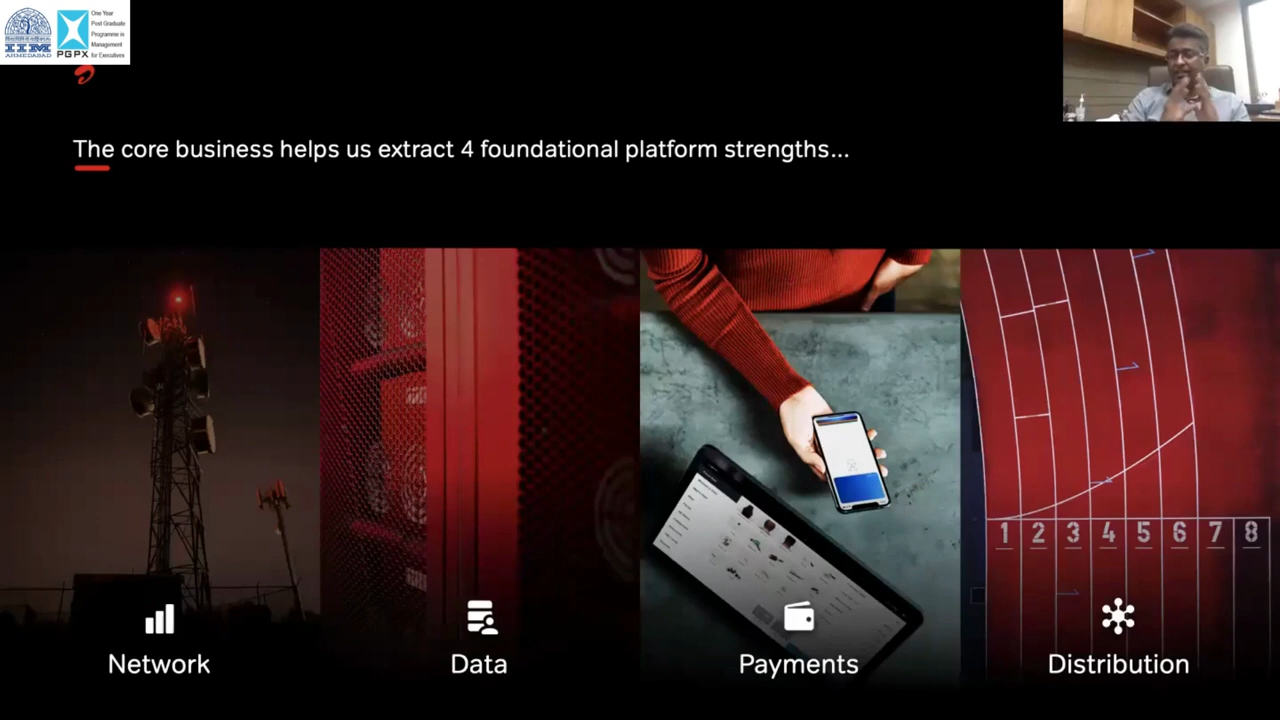 IIM
AHMEDABAD
PGPX
One Year
Post Graduate
Programme in
Management
for Executives
The core business helps us extract 4 foundational platform strengths...
1 2 3 4 5 6 7 8
Network
Data
Payments
Distribution